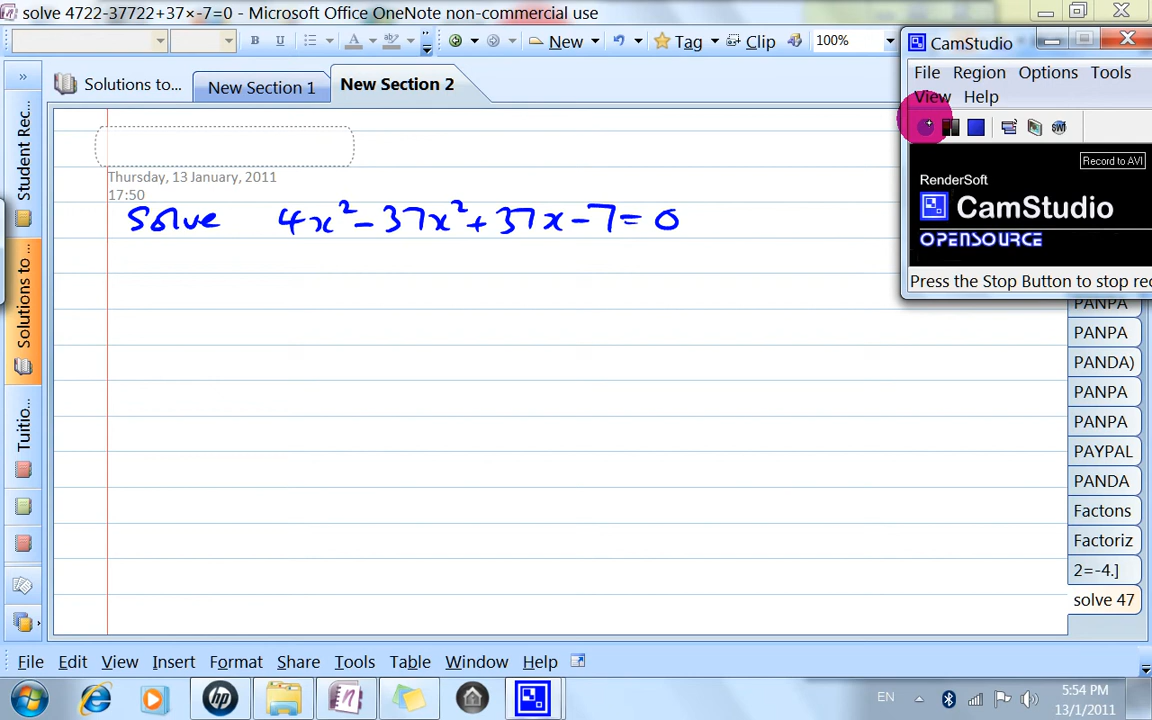 solve 4722-37722+37×-7=0 - Microsoft Office OneNote non-commercial use
B U New Tag Clip 100%
CamStudio
File Region Options Tools
View Help
Record to AVI
RenderSoft
CamStudio
OPENSOURCE
Press the Stop Button to stop rec
» Solutions to... New Section 1 New Section 2
Student Rec...
Solutions to ...
Tuitio...
Thursday, 13 January, 2011
17:50
Solve 4x² - 37x² + 37x - 7 = 0
PANPA
PANPA
PANDA)
PANPA
PANPA
PAYPAL
PANDA
Factons
Factoriz
2=-4.]
solve 47
File Edit View Insert Format Share Tools Table Window Help
hp EN 5:54 PM
13/1/2011